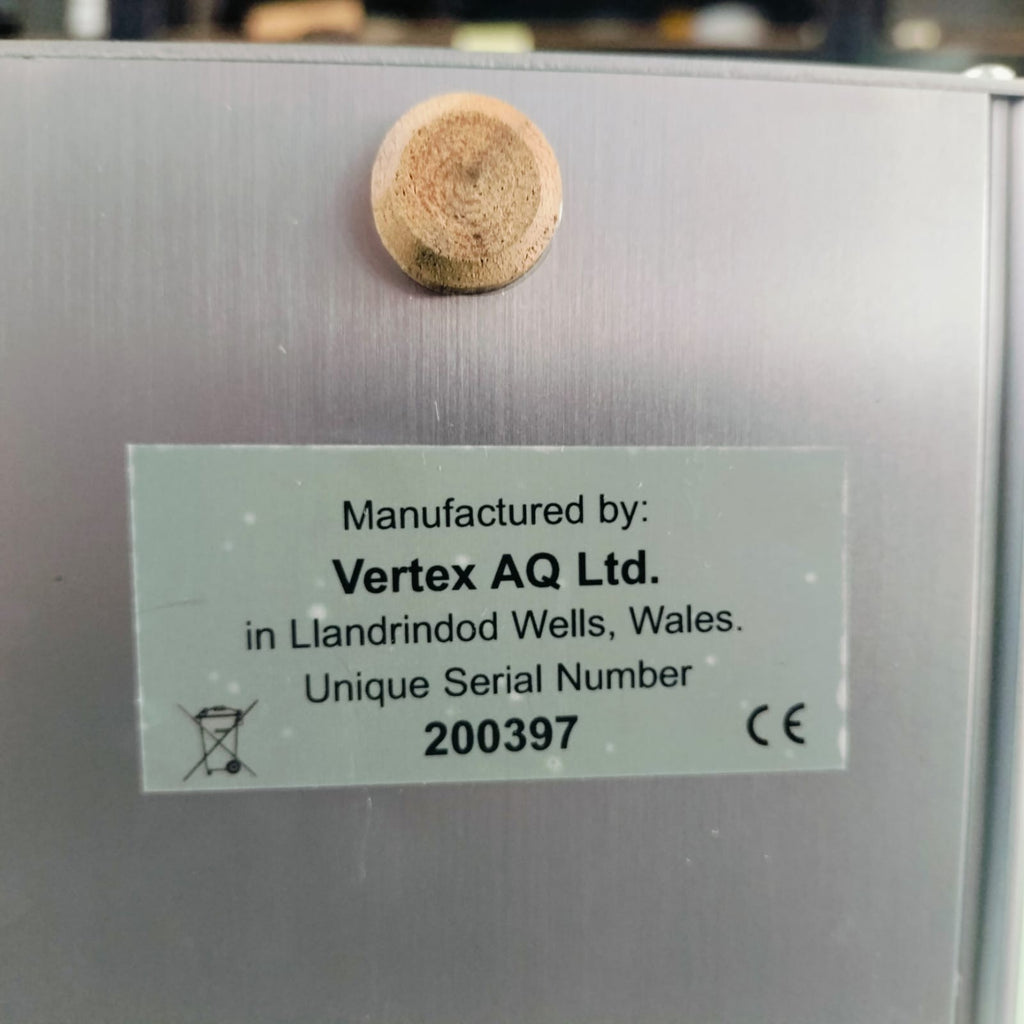 Manufactured by:
Vertex AQ Ltd.
in Llandrindod Wells, Wales.
Unique Serial Number
200397
CE